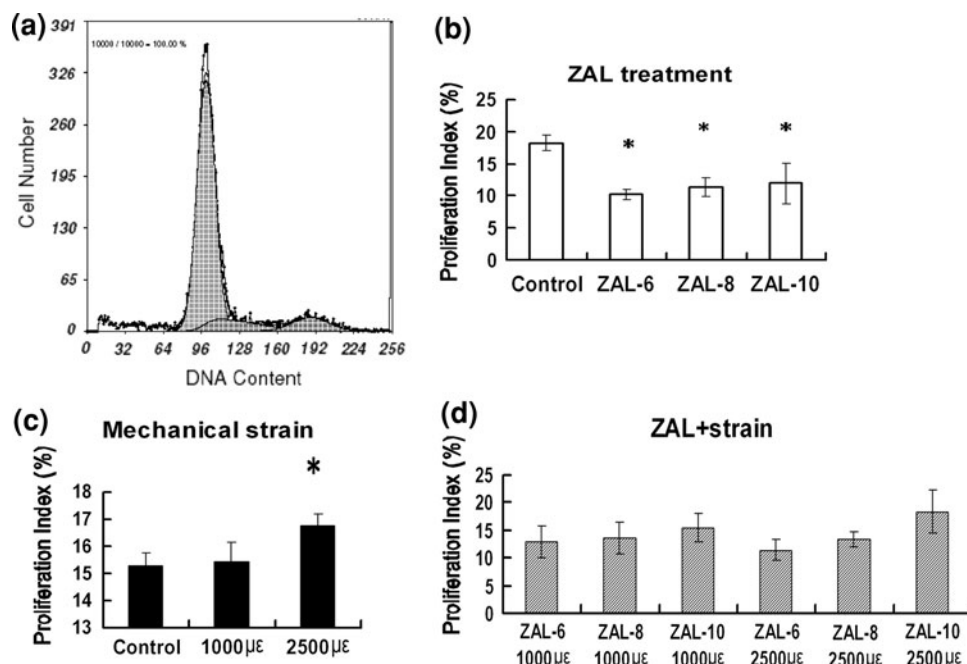 (a)
391
326
260
195
130
65
0
Cell Number
10000 / 10000 = 100.00 %
0 32 64 96 128 160 192 224 256
DNA Content
(b)
ZAL treatment
Proliferation Index (%)
25
20
15
10
5
0
* * *
Control ZAL-6 ZAL-8 ZAL-10
(c)
Mechanical strain
Proliferation Index (%)
18
17
16
15
14
13
*
Control 1000με 2500με
(d)
ZAL+strain
Proliferation Index (%)
25
20
15
10
5
0
ZAL-6 ZAL-8 ZAL-10 ZAL-6 ZAL-8 ZAL-10
1000με 1000με 1000με 2500με 2500με 2500με